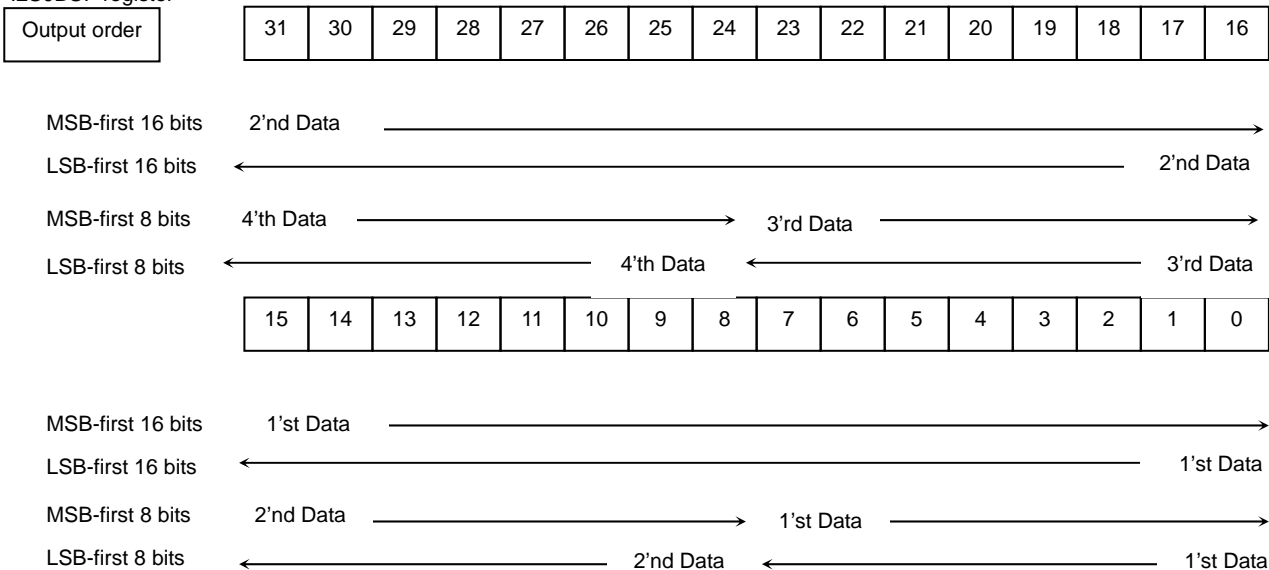 register
Output order
31 30 29 28 27 26 25 24 23 22 21 20 19 18 17 16
MSB-first 16 bits 2'nd Data
LSB-first 16 bits 2'nd Data
MSB-first 8 bits 4'th Data 3'rd Data
LSB-first 8 bits 4'th Data 3'rd Data
15 14 13 12 11 10 9 8 7 6 5 4 3 2 1 0
MSB-first 16 bits 1'st Data
LSB-first 16 bits 1'st Data
MSB-first 8 bits 2'nd Data 1'st Data
LSB-first 8 bits 2'nd Data 1'st Data